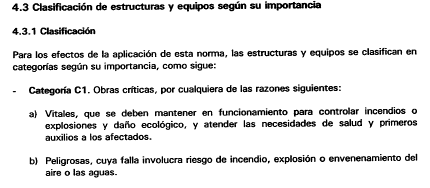 4.3 Clasificación de estructuras y equipos según su importancia
4.3.1 Clasificación
Para los efectos de la aplicación de esta norma, las estructuras y equipos se clasifican en
categorías según su importancia, como sigue:
- Categoría C1. Obras críticas, por cualquiera de las razones siguientes:
a) Vitales, que se deben mantener en funcionamiento para controlar incendios o
explosiones y daño ecológico, y atender las necesidades de salud y primeros
auxilios a los afectados.
b) Peligrosas, cuya falla involucra riesgo de incendio, explosión o envenenamiento del
aire o las aguas.